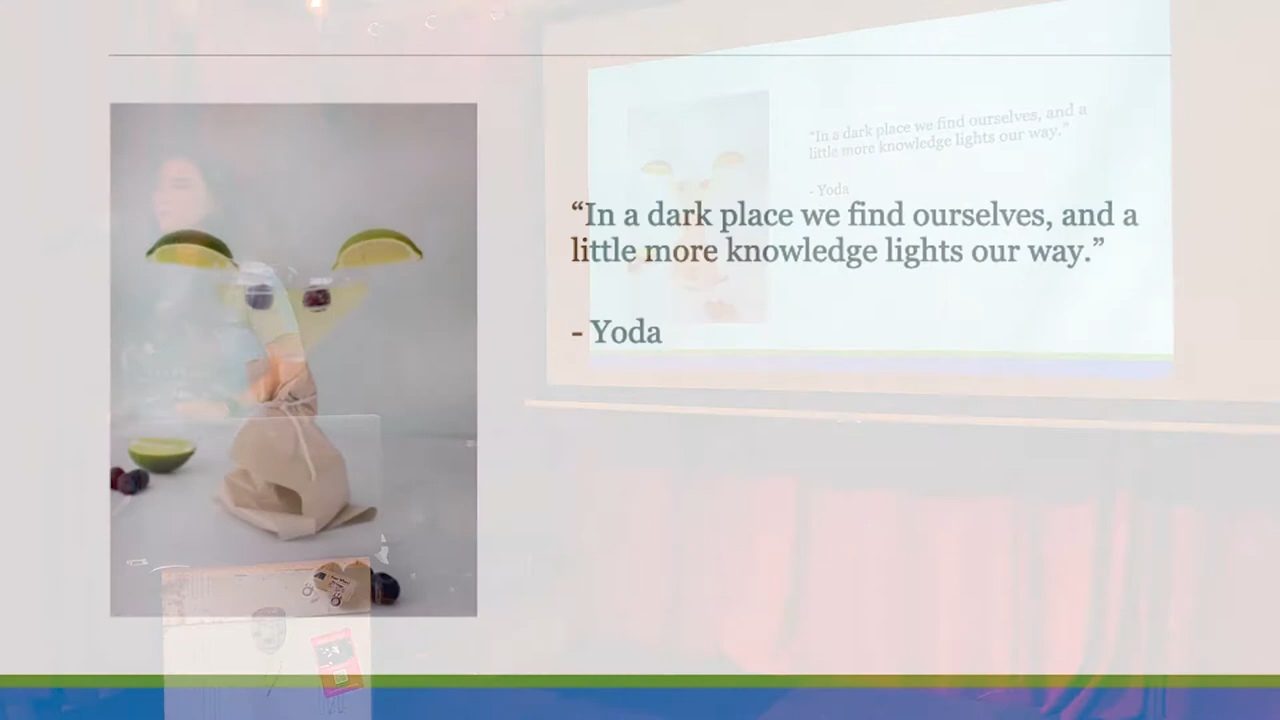 “In a dark place we find ourselves, and a
little more knowledge lights our way.”
- Yoda
“In a dark place we find ourselves, and a
little more knowledge lights our way.”
- Yoda